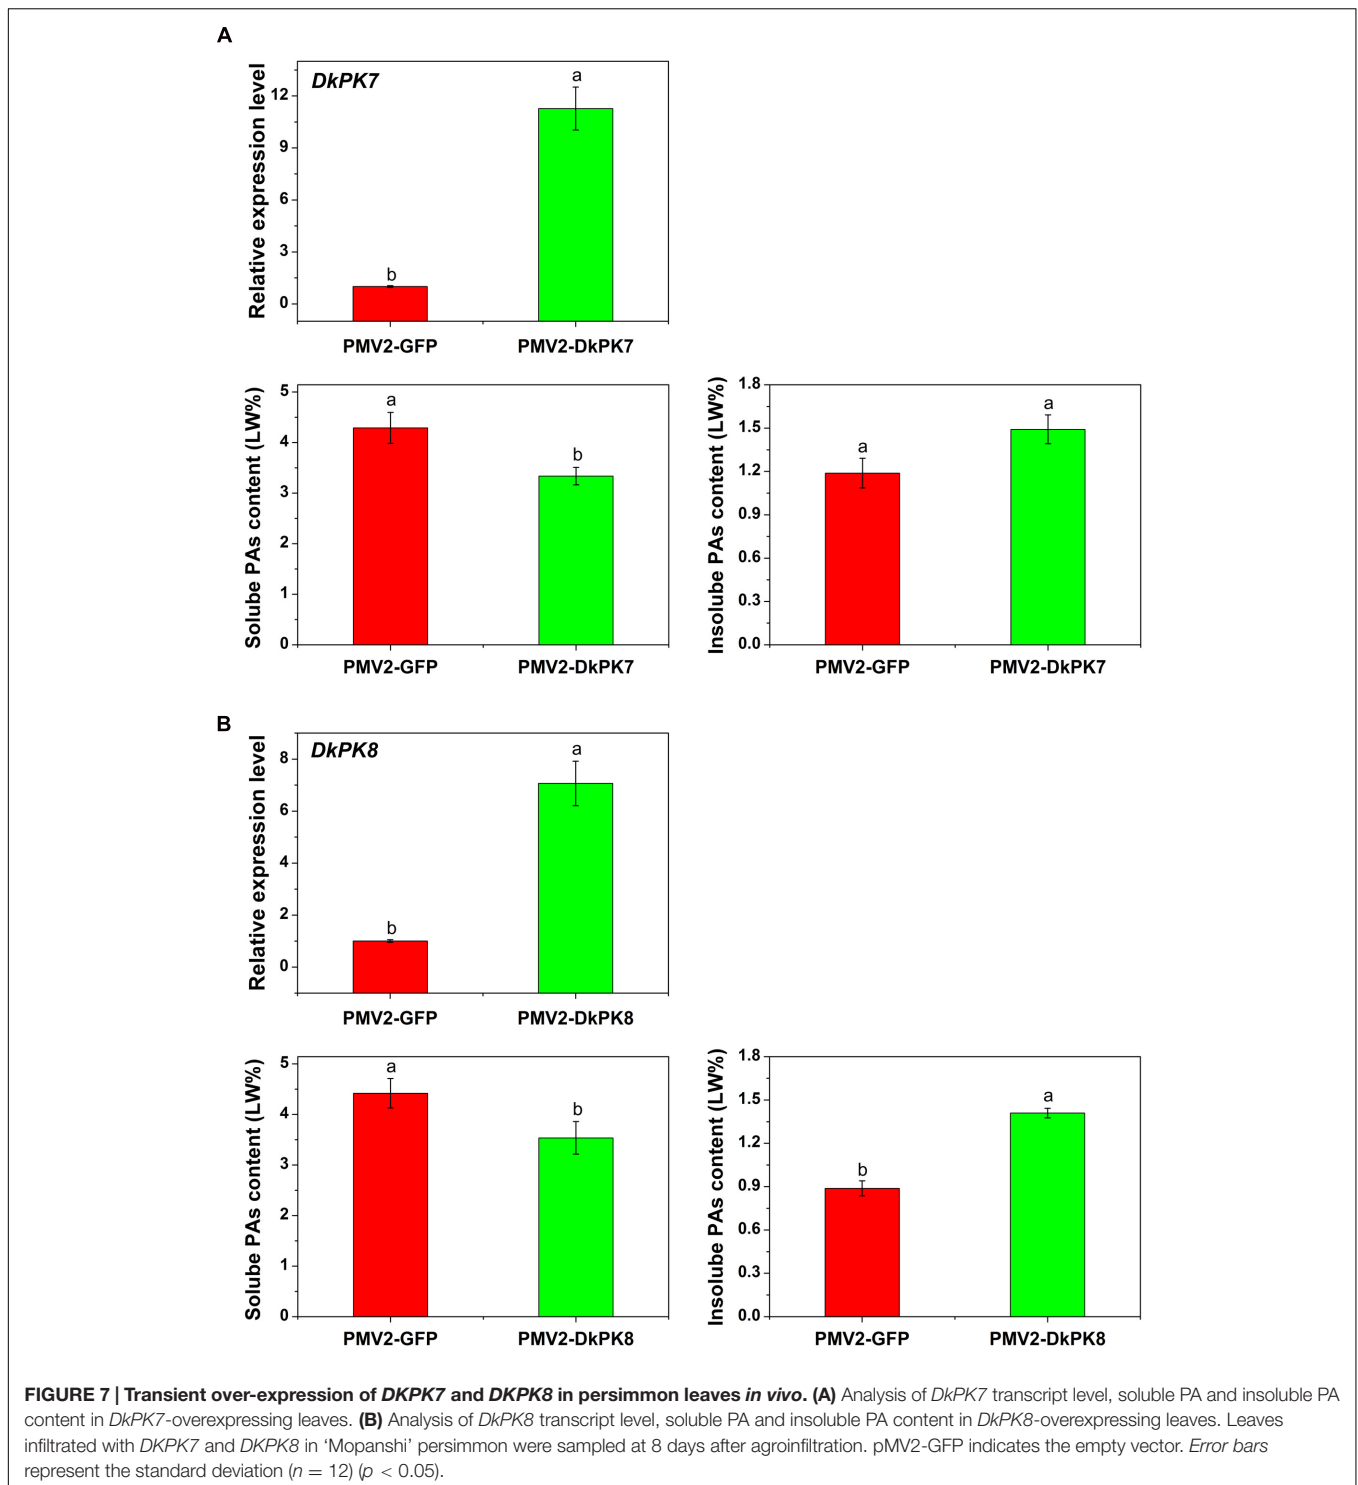 A
DkPK7
Relative expression level
12
9
6
3
0
a
b
PMV2-GFP PMV2-DkPK7
Solube PAs content (LW%)
5
4
3
2
1
0
a
b
PMV2-GFP PMV2-DkPK7
Insolube PAs content (LW%)
1.8
1.5
1.2
0.9
0.6
0.3
0.0
a
a
PMV2-GFP PMV2-DkPK7
B
DkPK8
Relative expression level
8
6
4
2
0
a
b
PMV2-GFP PMV2-DkPK8
Solube PAs content (LW%)
5
4
3
2
1
0
a
b
PMV2-GFP PMV2-DkPK8
Insolube PAs content (LW%)
1.8
1.5
1.2
0.9
0.6
0.3
0.0
a
b
PMV2-GFP PMV2-DkPK8
FIGURE 7 | Transient over-expression of DKPK7 and DKPK8 in persimmon leaves in vivo. (A) Analysis of DkPK7 transcript level, soluble PA and insoluble PA
content in DkPK7-overexpressing leaves. (B) Analysis of DkPK8 transcript level, soluble PA and insoluble PA content in DkPK8-overexpressing leaves. Leaves
infiltrated with DKPK7 and DKPK8 in ‘Mopanshi’ persimmon were sampled at 8 days after agroinfiltration. pMV2-GFP indicates the empty vector. Error bars
represent the standard deviation (n = 12) (p < 0.05).